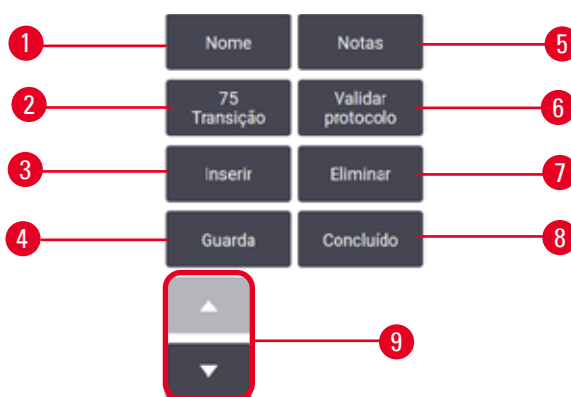 1 Nome Notas 5
2 75 Validar 6
Transição protocolo
3 Inserir Eliminar 7
4 Guarda Concluído 8
9